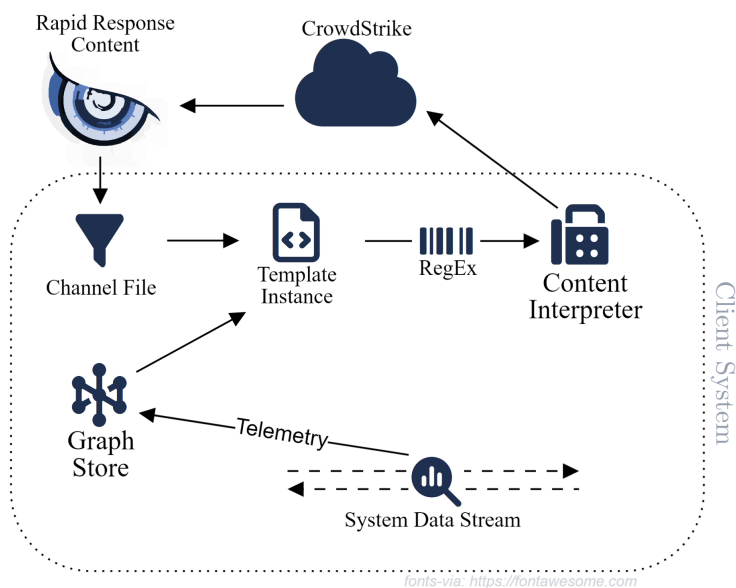 Rapid Response
Content
CrowdStrike
Channel File
Template
Instance
RegEx
Content
Interpreter
Client System
Graph
Store
Telemetry
System Data Stream
fonts-via: https://fontawesome.com